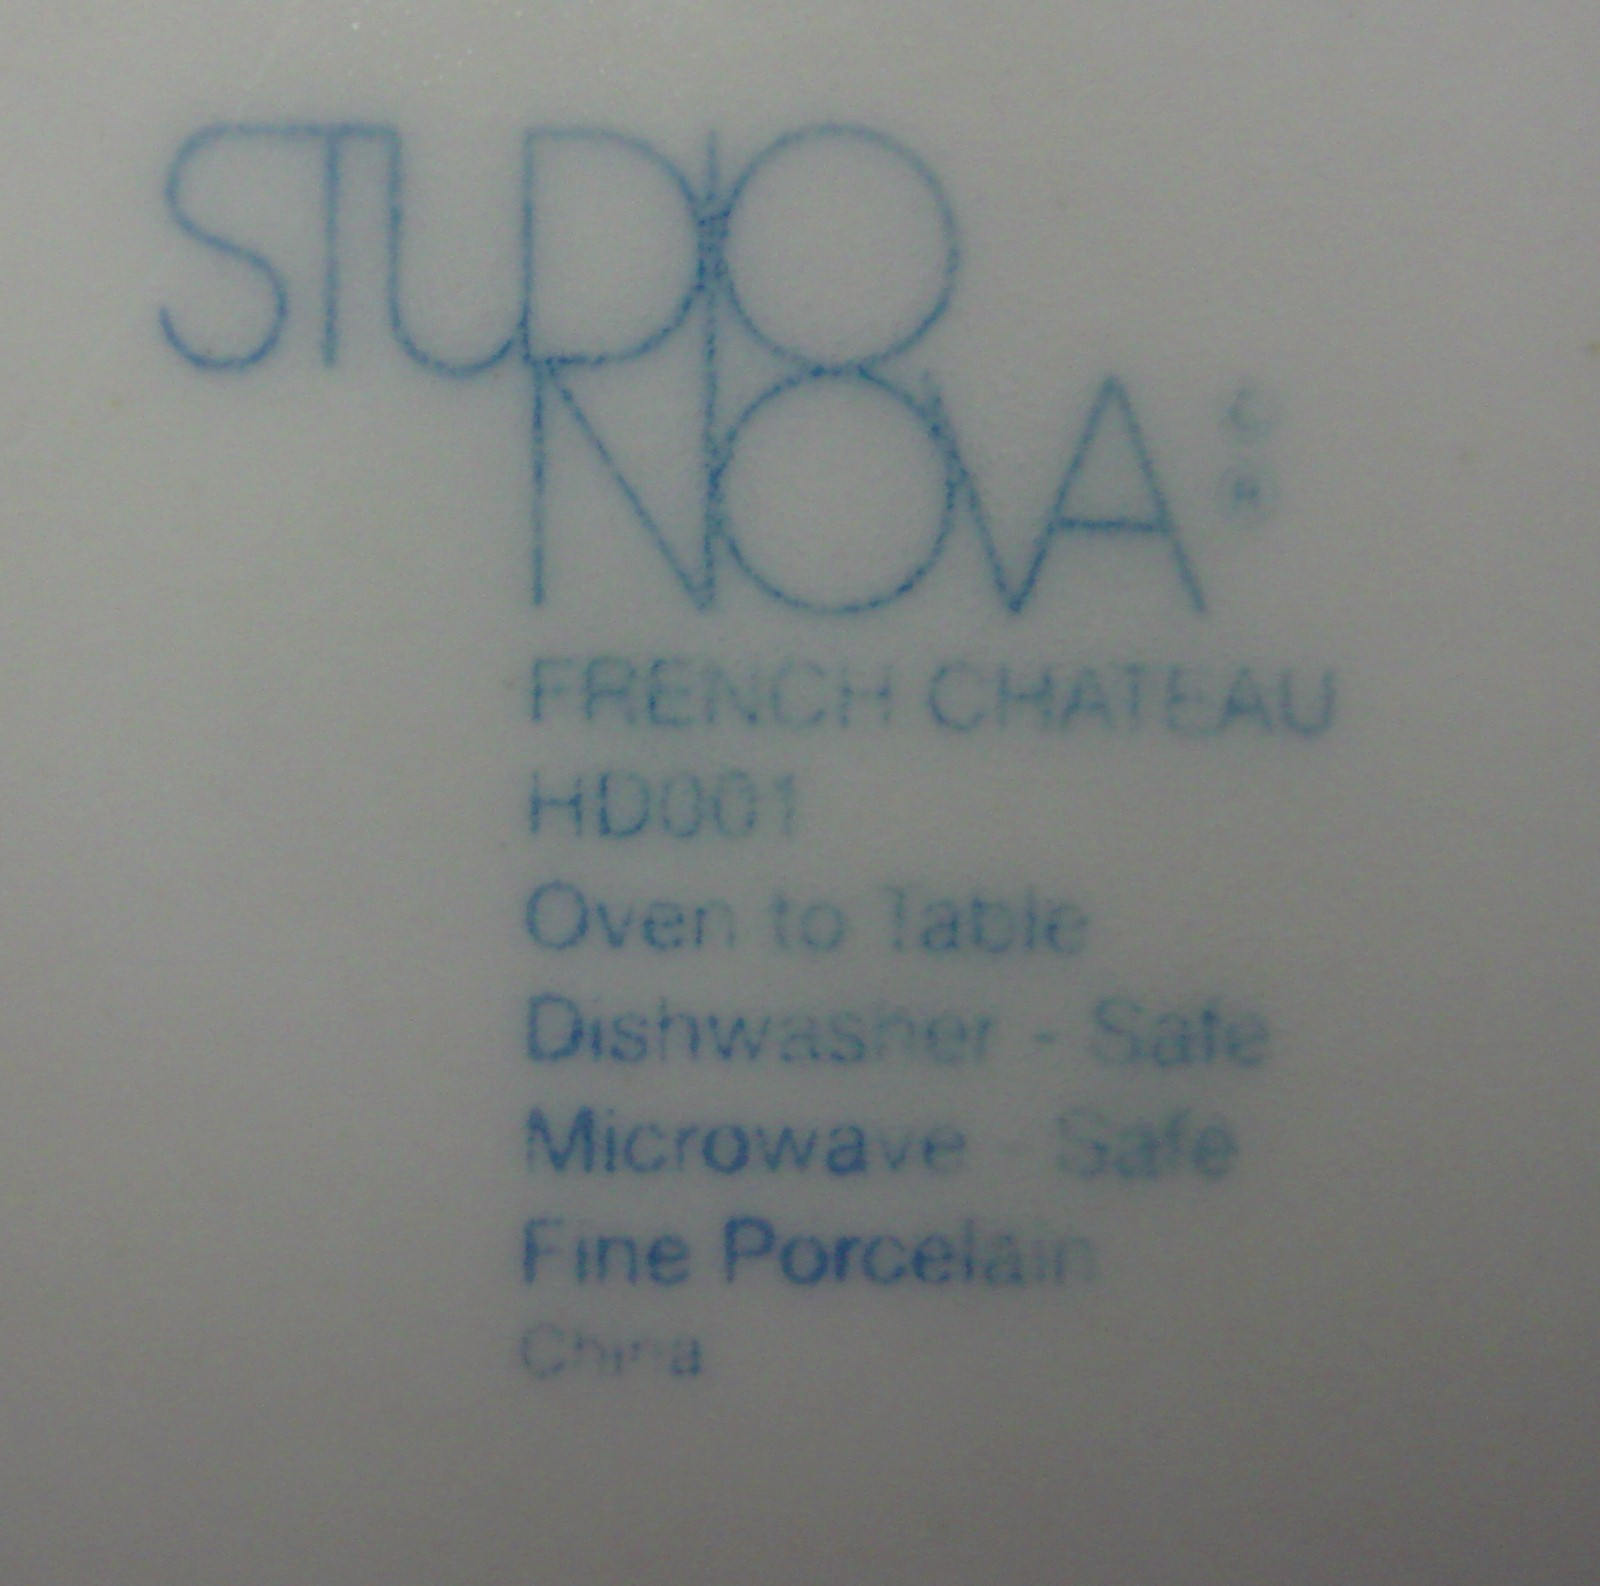 STUDIO
NOVA © ®
FRENCH CHATEAU
HD001
Oven to Table
Dishwasher - Safe
Microwave - Safe
Fine Porcelain
China